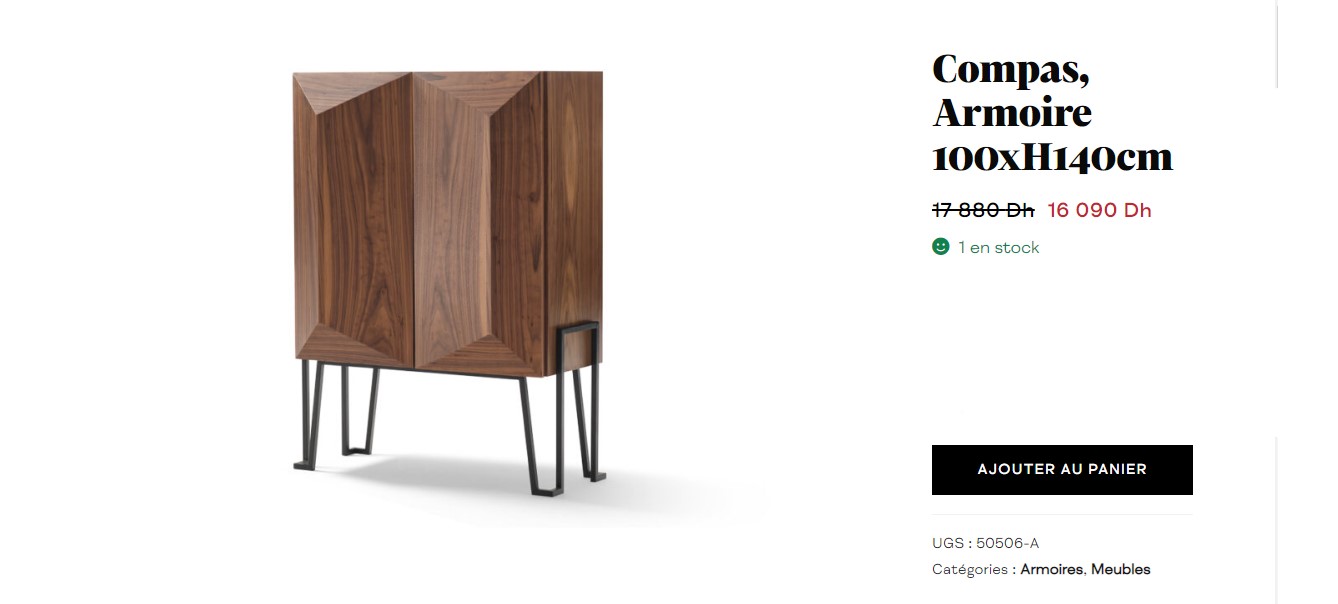 Compas,
Armoire
100xH140cm
17 880 Dh 16 090 Dh
1 en stock
AJOUTER AU PANIER
UGS : 50506-A
Catégories : Armoires, Meubles